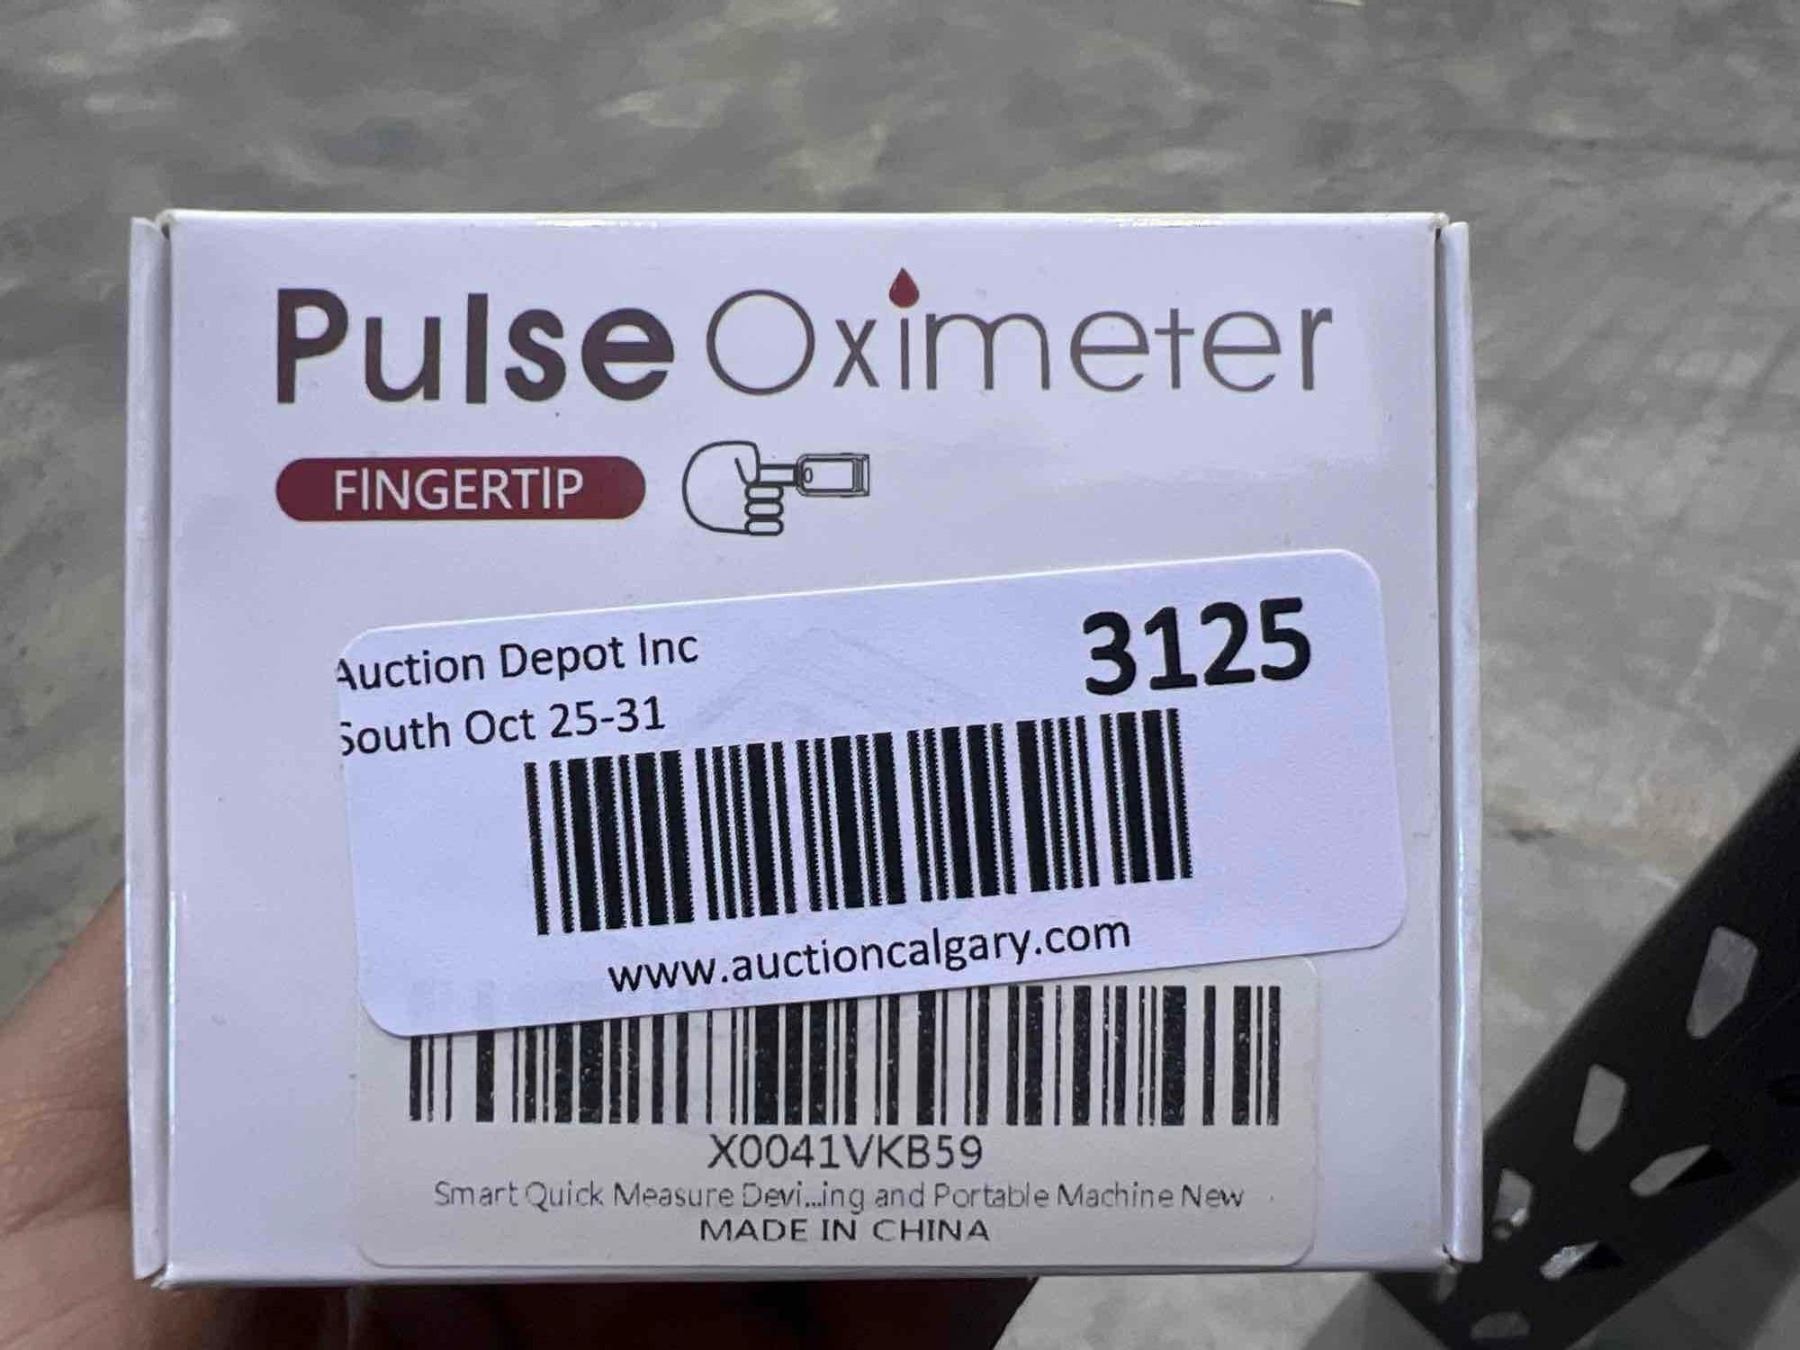 Pulse Oximeter
FINGERTIP
Auction Depot Inc
3125
South Oct 25-31
www.auctioncalgary.com
X0041VKB59
Smart Quick Measure Devi...ing and Portable Machine New
MADE IN CHINA